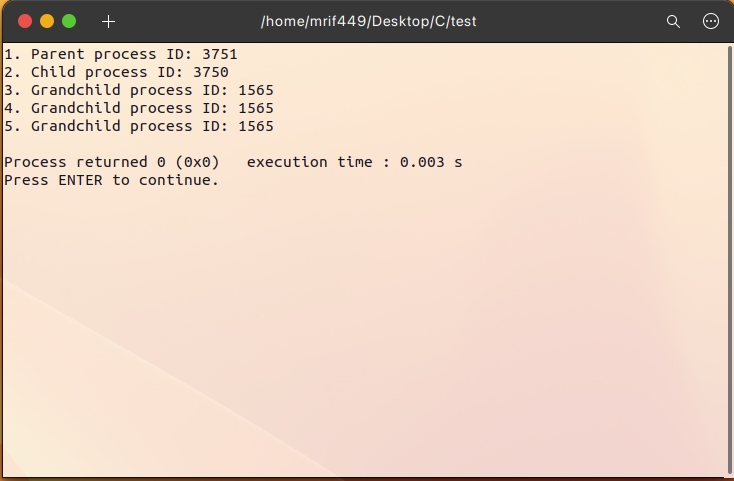 /home/mrif449/Desktop/C/test
1. Parent process ID: 3751
2. Child process ID: 3750
3. Grandchild process ID: 1565
4. Grandchild process ID: 1565
5. Grandchild process ID: 1565
Process returned 0 (0x0)   execution time : 0.003 s
Press ENTER to continue.